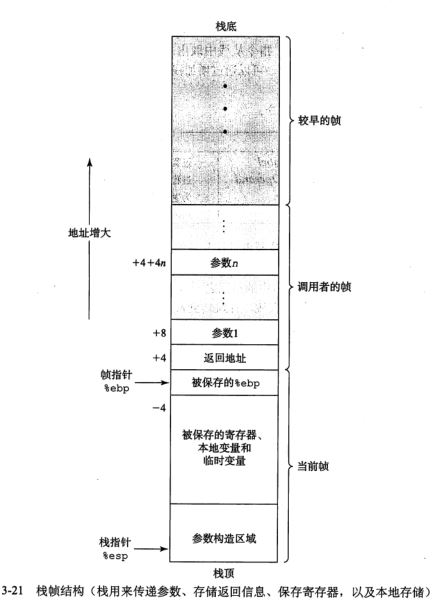 栈底
较早的帧
地址增大
+4+4n 参数n
调用者的帧
+8 参数1
+4 返回地址
帧指针
%ebp
被保存的%ebp
-4
被保存的寄存器、
本地变量和
临时变量
当前帧
栈指针
%esp
参数构造区域
栈顶
3-21 栈帧结构（栈用来传递参数、存储返回信息、保存寄存器，以及本地存储）